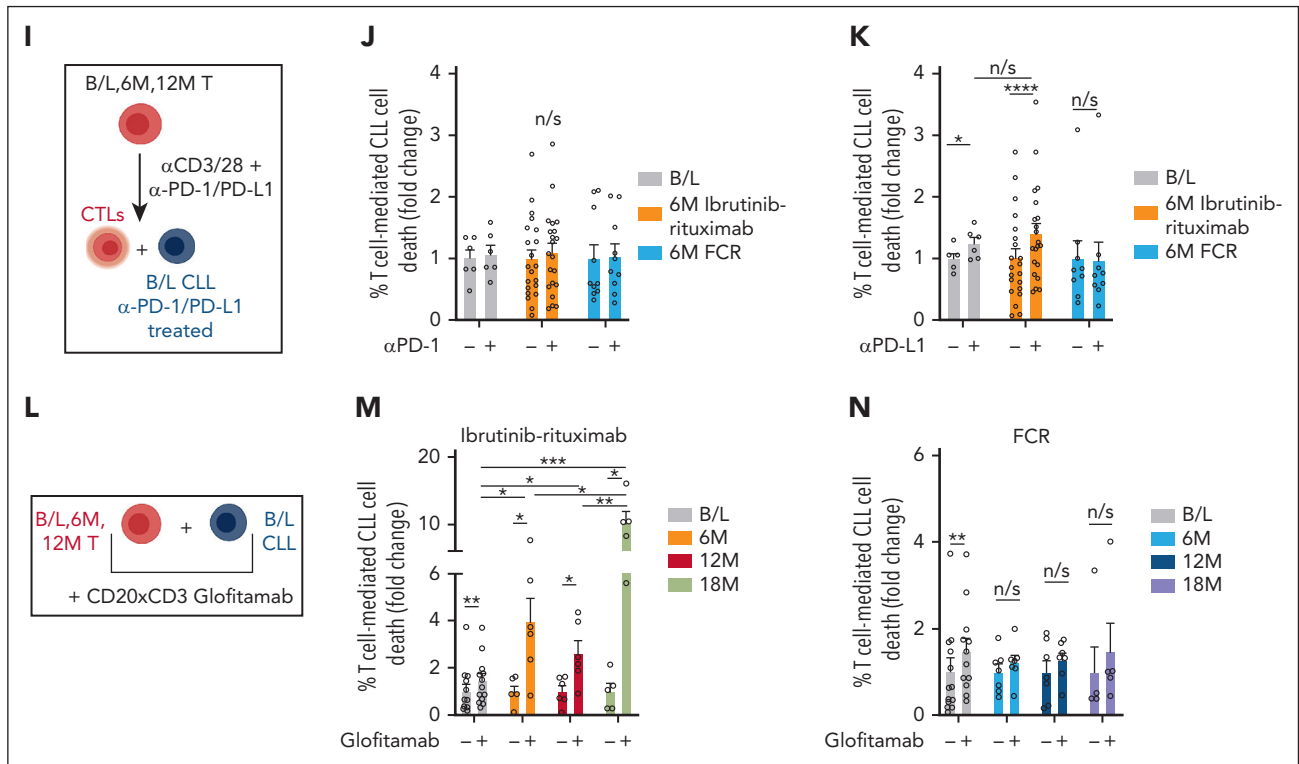 I
B/L,6M,12M T
αCD3/28 +
α-PD-1/PD-L1
CTLs
+
B/L CLL
α-PD-1/PD-L1
treated
J
% T cell-mediated CLL cell
death (fold change)
4
3
2
1
0
n/s
αPD-1 – + – + – +
B/L
6M Ibrutinib-
rituximab
6M FCR
K
% T cell-mediated CLL cell
death (fold change)
4
3
2
1
0
n/s
*
****
n/s
αPD-L1 – + – + – +
B/L
6M Ibrutinib-
rituximab
6M FCR
L
B/L,6M,
12M T
+
B/L
CLL
+ CD20xCD3 Glofitamab
M
Ibrutinib-rituximab
% T cell-mediated CLL cell
death (fold change)
20
10
6
4
2
0
***
*
*
*
*
**
*
**
*
Glofitamab – + – + – + – +
B/L
6M
12M
18M
N
FCR
% T cell-mediated CLL cell
death (fold change)
6
4
2
0
**
n/s
n/s
n/s
Glofitamab – + – + – + – +
B/L
6M
12M
18M